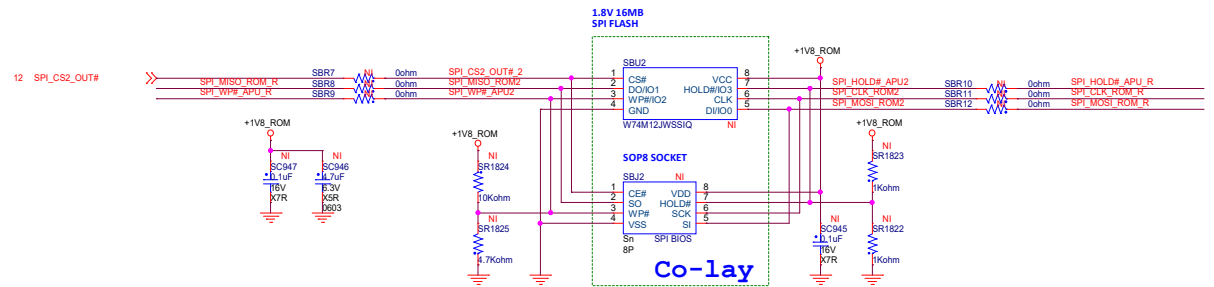 1.8V 16MB
SPI FLASH
+1V8_ROM
12 SPI_CS2_OUT#
SBR7 NI 0ohm SPI_CS2_OUT#_2
SPI_MISO_ROM_R SBR8 NI 0ohm SPI_MISO_ROM2
SPI_WP#_APU_R SBR9 NI 0ohm SPI_WP#_APU2
SBU2
1 CS# VCC 8
2 DO/IO1 HOLD#/IO3 7
3 WP#/IO2 CLK 6
4 GND DI/IO0 5
W74M12JWSSIQ NI
SPI_HOLD#_APU2 SBR10 NI 0ohm SPI_HOLD#_APU_R
SPI_CLK_ROM2 SBR11 NI 0ohm SPI_CLK_ROM_R
SPI_MOSI_ROM2 SBR12 NI 0ohm SPI_MOSI_ROM_R
+1V8_ROM
NI
SC947
0.1uF
16V
X7R
NI
SC946
4.7uF
6.3V
X5R
0603
+1V8_ROM
NI
SR1824
10Kohm
NI
SR1825
4.7Kohm
SOP8 SOCKET
SBJ2 NI
1 CE# VDD 8
2 SO HOLD# 7
3 WP# SCK 6
4 VSS SI 5
Sn SPI BIOS
8P
Co-lay
NI
SC945
0.1uF
16V
X7R
+1V8_ROM
NI
SR1823
1Kohm
NI
SR1822
1Kohm